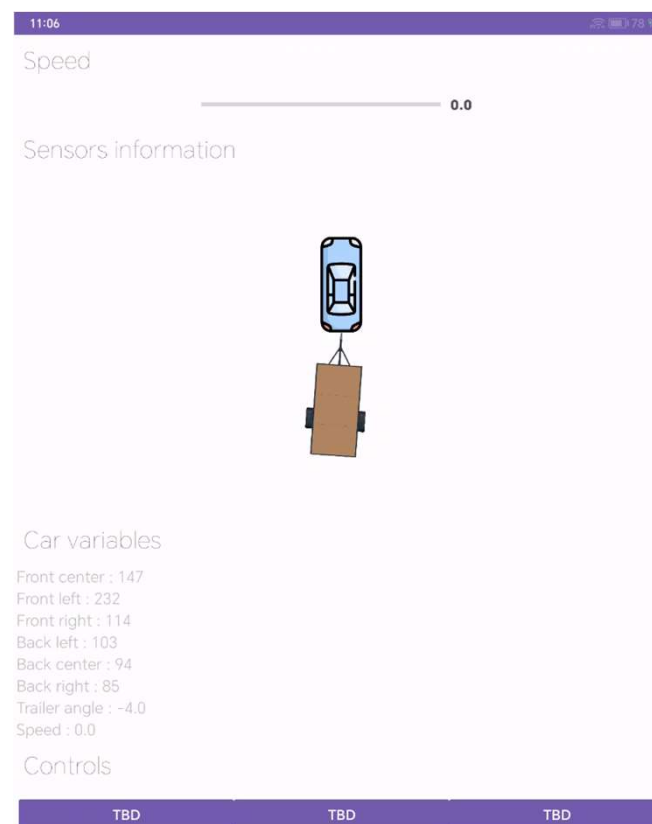 11:06
78
Speed
0.0
Sensors information
Car variables
Front center : 147
Front left : 232
Front right : 114
Back left : 103
Back center : 94
Back right : 85
Trailer angle : -4.0
Speed : 0.0
Controls
TBD TBD TBD